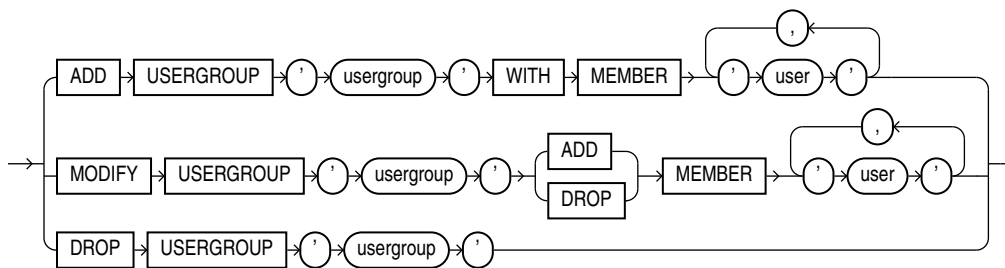 ,
ADD USERGROUP ' usergroup ' WITH MEMBER ' user '
,
ADD
MODIFY USERGROUP ' usergroup ' MEMBER ' user '
DROP
DROP USERGROUP ' usergroup '